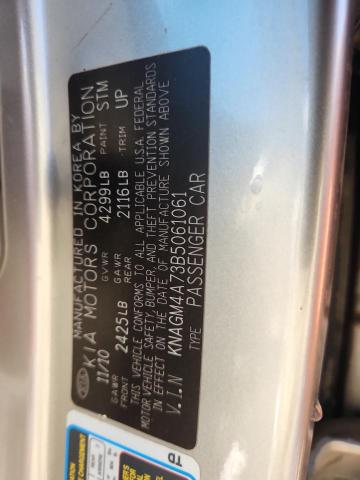 MANUFACTURED IN KOREA BY
KIA MOTORS CORPORATION
KIA
11/10 GVWR 4299LB PAINT STM
GAWR FRONT 2425LB GAWR REAR 2116LB TRIM UP
THIS VEHICLE CONFORMS TO ALL APPLICABLE U.S.A. FEDERAL
MOTOR VEHICLE SAFETY, BUMPER, AND THEFT PREVENTION STANDARDS
IN EFFECT ON THE DATE OF MANUFACTURE SHOWN ABOVE
V.I.N KNAGM4A73B5061061
TYPE PASSENGER CAR
TD